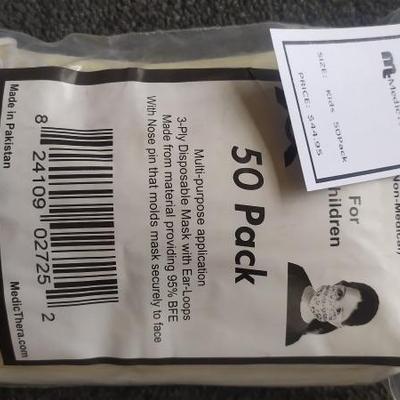 M-Medic
SIZE: Kids 50Pack
PRICE: $44.95
(Non-Medical)
For
Children
50 Pack
Multi-purpose application
3-Ply Disposable Mask with Ear-Loops
Made from material providing 95% BFE
With Nose pin that molds mask securely to face
8 24109 02725 2
Made in Pakistan
MedicThera.com